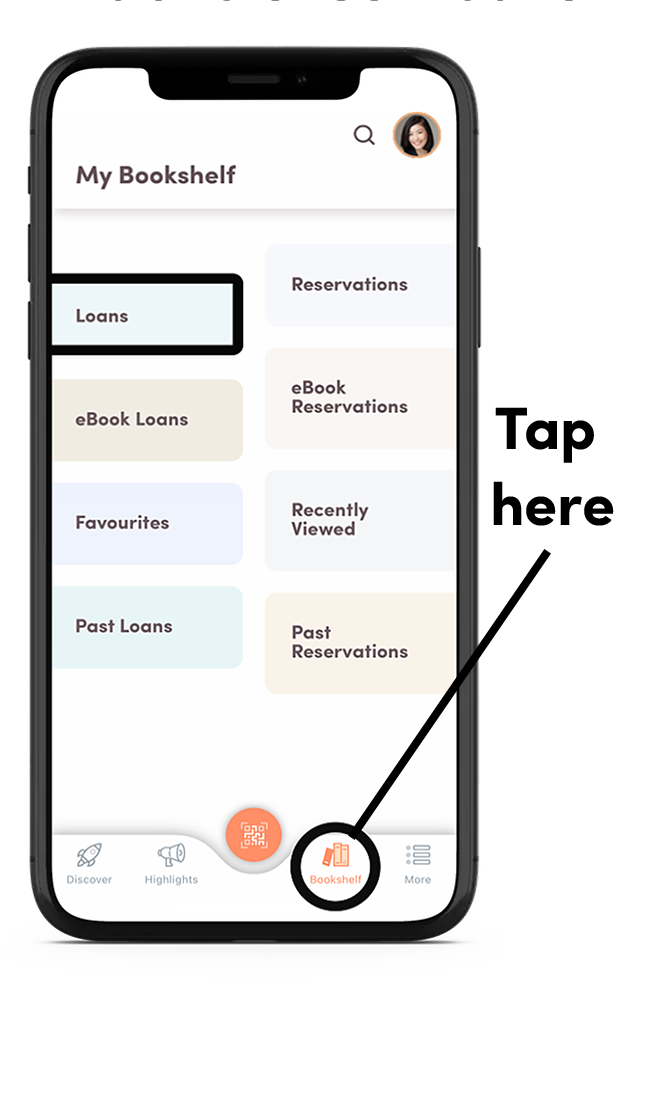 My Bookshelf
Loans
eBook Loans
Favourites
Past Loans
Reservations
eBook
Reservations
Recently
Viewed
Past
Reservations
Tap
here
Discover
Highlights
Bookshelf
More